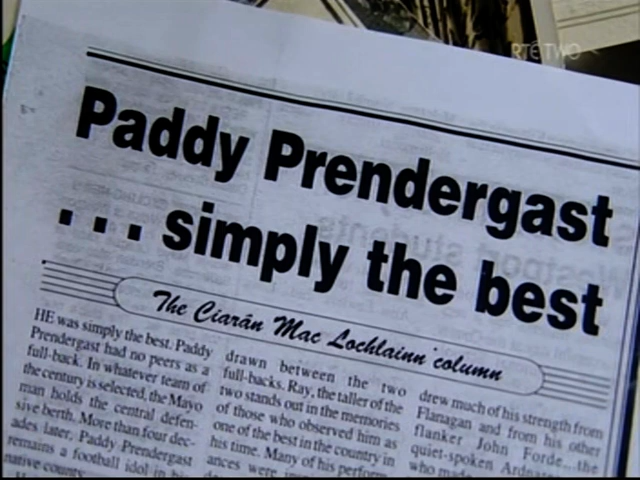 RTÉ TWO
Paddy Prendergast
. . . simply the best
The Ciarán Mac Lochlainn column
HE was simply the best. Paddy
Prendergast had no peers as a
full-back. In whatever team of
the century is selected, the Mayo
man holds the central defen-
sive berth. More than four dec-
ades later, Paddy Prendergast
remains a football idol in his
native county.
drawn between the two
full-backs. Ray, the taller of the
two stands out in the memories
of those who observed him as
one of the best in the country in
his time. Many of his perform-
ances were
drew much of his strength from
Flanagan and from his other
flanker John Forde...the
quiet-spoken
who